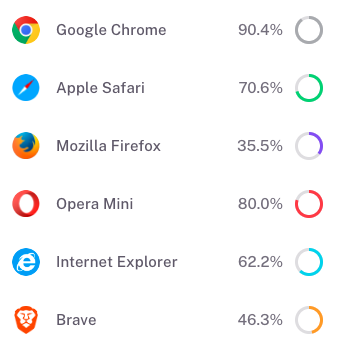 Google Chrome 90.4%
Apple Safari 70.6%
Mozilla Firefox 35.5%
Opera Mini 80.0%
Internet Explorer 62.2%
Brave 46.3%